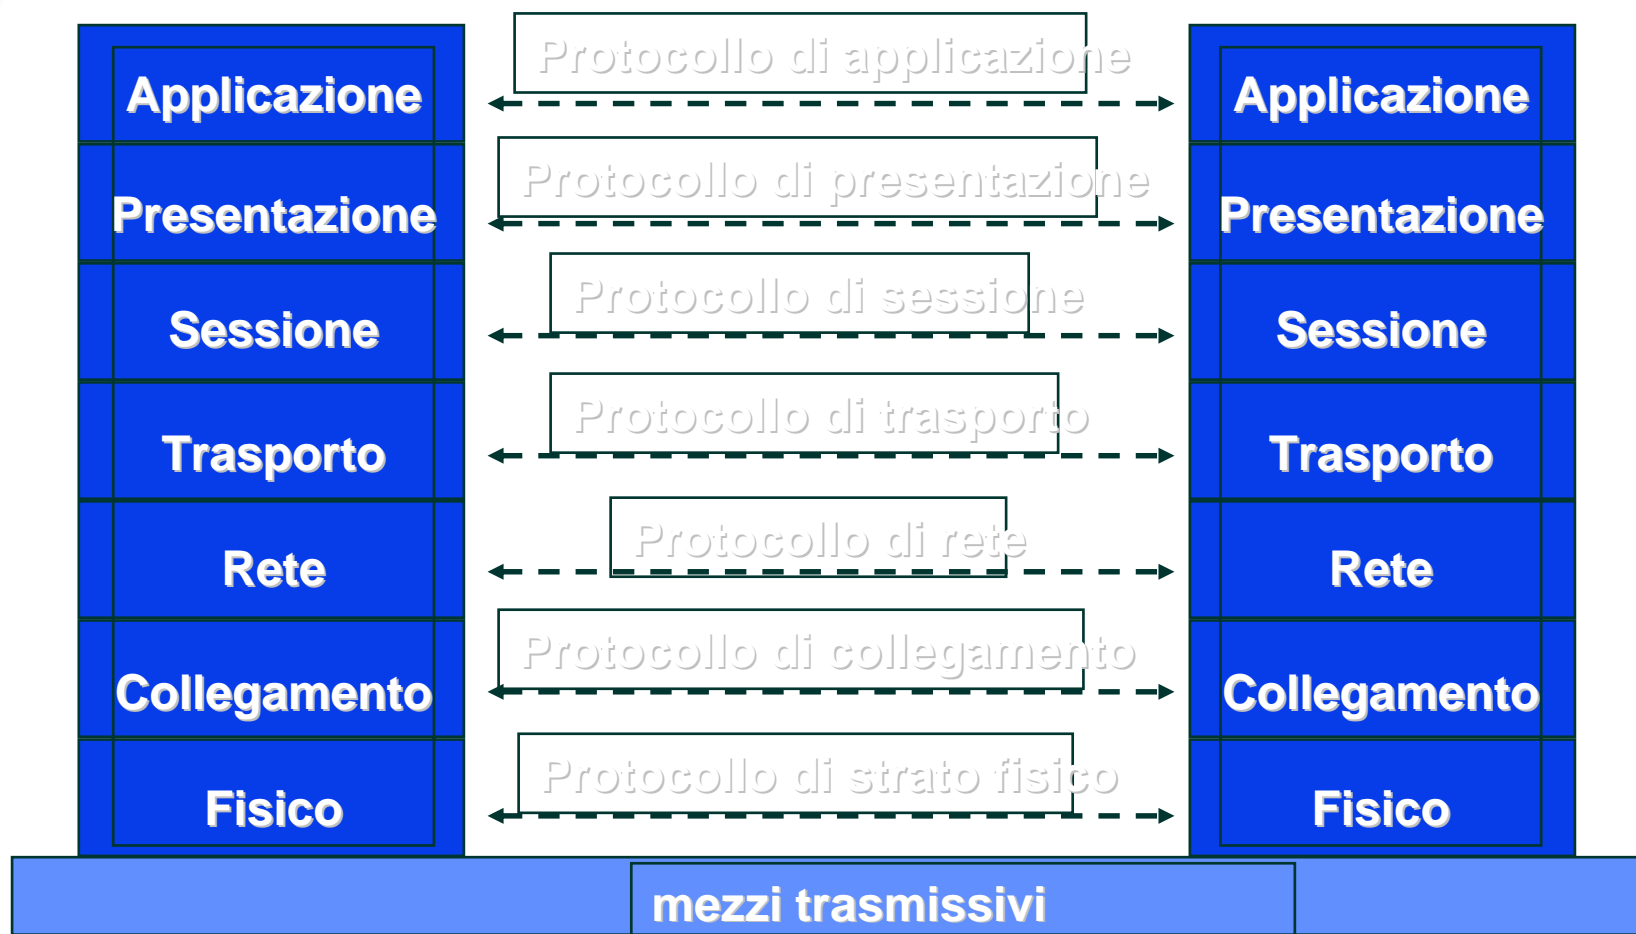 Protocollo di applicazione
Applicazione
Applicazione
Protocollo di presentazione
Presentazione
Presentazione
Protocollo di sessione
Sessione
Sessione
Protocollo di trasporto
Trasporto
Trasporto
Protocollo di rete
Rete
Rete
Protocollo di collegamento
Collegamento
Collegamento
Protocollo di strato fisico
Fisico
Fisico
mezzi trasmissivi